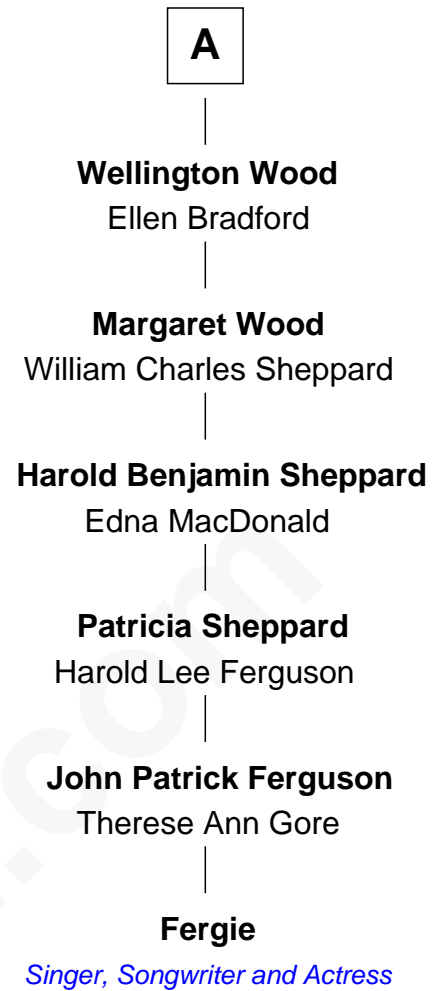 A
Wellington Wood
Ellen Bradford
Margaret Wood
William Charles Sheppard
Harold Benjamin Sheppard
Edna MacDonald
Patricia Sheppard
Harold Lee Ferguson
John Patrick Ferguson
Therese Ann Gore
Fergie
Singer, Songwriter and Actress